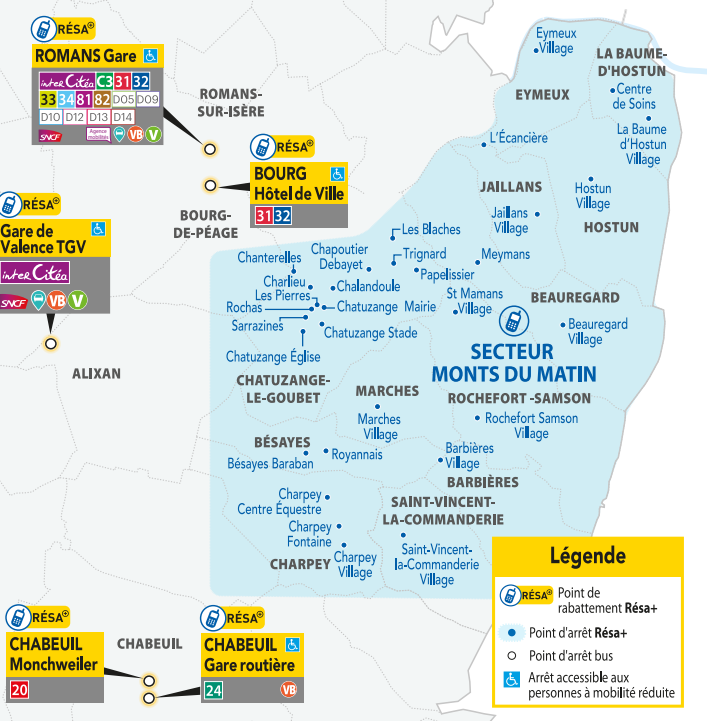 RÉSA+
ROMANS Gare
interCitéa C3 31 32
33 34 81 82 D05 D09
D10 D12 D13 D14
SNCF Agence mobilités VB V
ROMANS-
SUR-ISÈRE
RÉSA+
BOURG
Hôtel de Ville
31 32
BOURG-
DE-PÉAGE
RÉSA+
Gare de
Valence TGV
interCitéa
SNCF VB V
ALIXAN
Eymeux
Village
EYMEUX
LA BAUME-
D'HOSTUN
Centre
de Soins
La Baume
d'Hostun
Village
L'Écancière
JAILLANS
Jaillans
Village
Hostun
Village
HOSTUN
Les Blaches
Chanterelles
Chapoutier
Debayet
Trignard
Meymans
Papelissier
Charlieu
Chalandoule
Les Pierres
Rochas
Chatuzange Mairie
Sarrazines
Chatuzange Stade
Chatuzange Église
St Mamans
Village
BEAUREGARD
Beauregard
Village
SECTEUR
MONTS DU MATIN
CHATUZANGE-
LE-GOUBET
MARCHES
Marches
Village
ROCHEFORT -SAMSON
Rochefort Samson
Village
BÉSAYES
Bésayes Baraban
Royannais
Barbières
Village
BARBIÈRES
Charpey
Centre Équestre
Charpey
Fontaine
CHARPEY
Charpey
Village
SAINT-VINCENT-
LA-COMMANDERIE
Saint-Vincent-
la-Commanderie
Village
RÉSA+
CHABEUIL
Monchweiler
20
CHABEUIL
RÉSA+
CHABEUIL
Gare routière
24 VB
Légende
RÉSA+ Point de
rabattement Résa+
Point d'arrêt Résa+
Point d'arrêt bus
Arrêt accessible aux
personnes à mobilité réduite